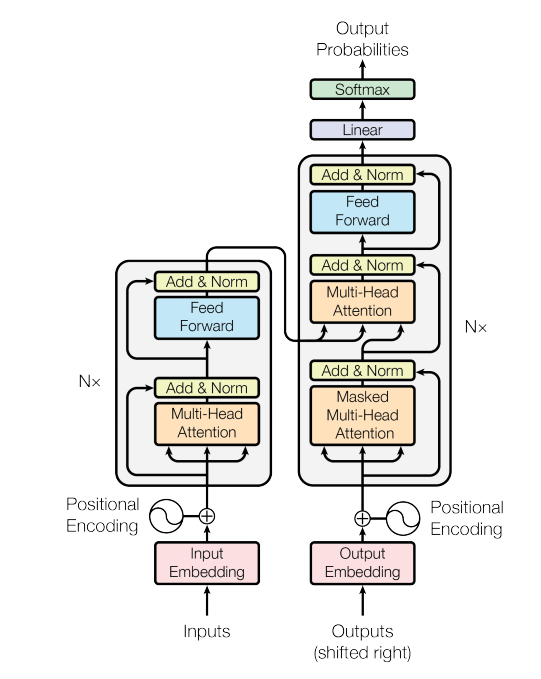 Output
Probabilities
Softmax
Linear
Add & Norm
Feed
Forward
Add & Norm
Multi-Head
Attention
Add & Norm
Masked
Multi-Head
Attention
Nx
Add & Norm
Feed
Forward
Add & Norm
Multi-Head
Attention
N×
Positional
Encoding
Positional
Encoding
Input
Embedding
Output
Embedding
Inputs
Outputs
(shifted right)